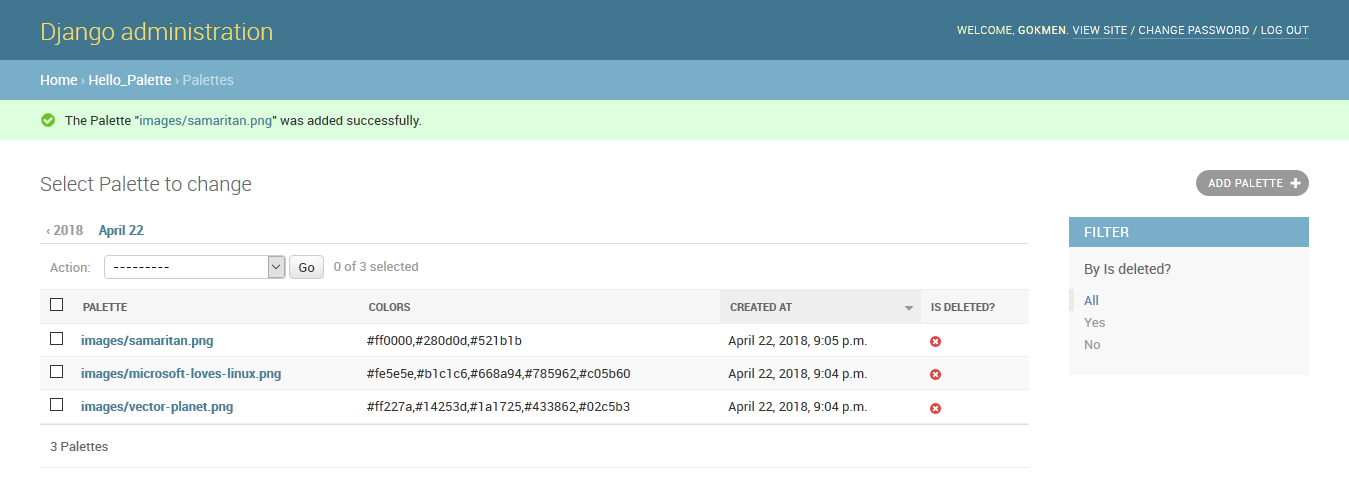 Django administration
WELCOME, GOKMEN. VIEW SITE / CHANGE PASSWORD / LOG OUT
Home › Hello_Palette › Palettes
The Palette "images/samaritan.png" was added successfully.
Select Palette to change
ADD PALETTE +
‹ 2018 April 22
FILTER
Action: --------- Go 0 of 3 selected
By Is deleted?
All
Yes
No
PALETTE COLORS CREATED AT IS DELETED?
images/samaritan.png #ff0000,#280d0d,#521b1b April 22, 2018, 9:05 p.m.
images/microsoft-loves-linux.png #fe5e5e,#b1c1c6,#668a94,#785962,#c05b60 April 22, 2018, 9:04 p.m.
images/vector-planet.png #ff227a,#14253d,#1a1725,#433862,#02c5b3 April 22, 2018, 9:04 p.m.
3 Palettes